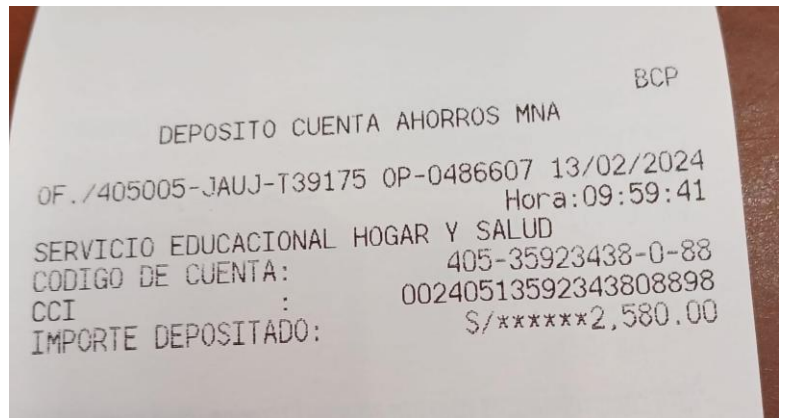 BCP
DEPOSITO CUENTA AHORROS MNA
OF./405005-JAUJ-T39175 OP-0486607 13/02/2024
Hora:09:59:41
SERVICIO EDUCACIONAL HOGAR Y SALUD
CODIGO DE CUENTA: 405-35923438-0-88
CCI : 00240513592343808898
IMPORTE DEPOSITADO: S/******2,580.00